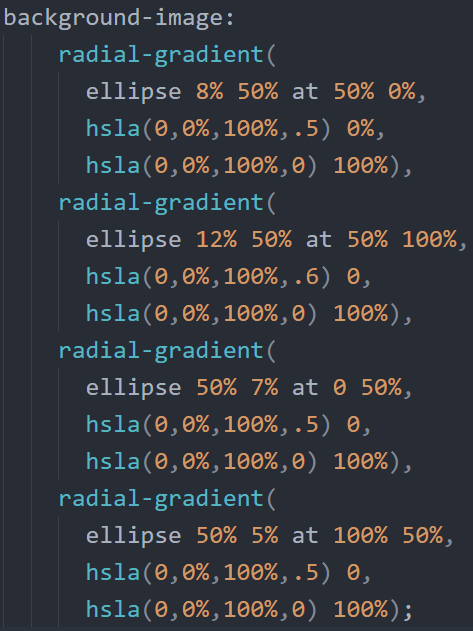 background-image:
radial-gradient(
ellipse 8% 50% at 50% 0%,
hsla(0,0%,100%,.5) 0%,
hsla(0,0%,100%,0) 100%),
radial-gradient(
ellipse 12% 50% at 50% 100%,
hsla(0,0%,100%,.6) 0,
hsla(0,0%,100%,0) 100%),
radial-gradient(
ellipse 50% 7% at 0 50%,
hsla(0,0%,100%,.5) 0,
hsla(0,0%,100%,0) 100%),
radial-gradient(
ellipse 50% 5% at 100% 50%,
hsla(0,0%,100%,.5) 0,
hsla(0,0%,100%,0) 100%);